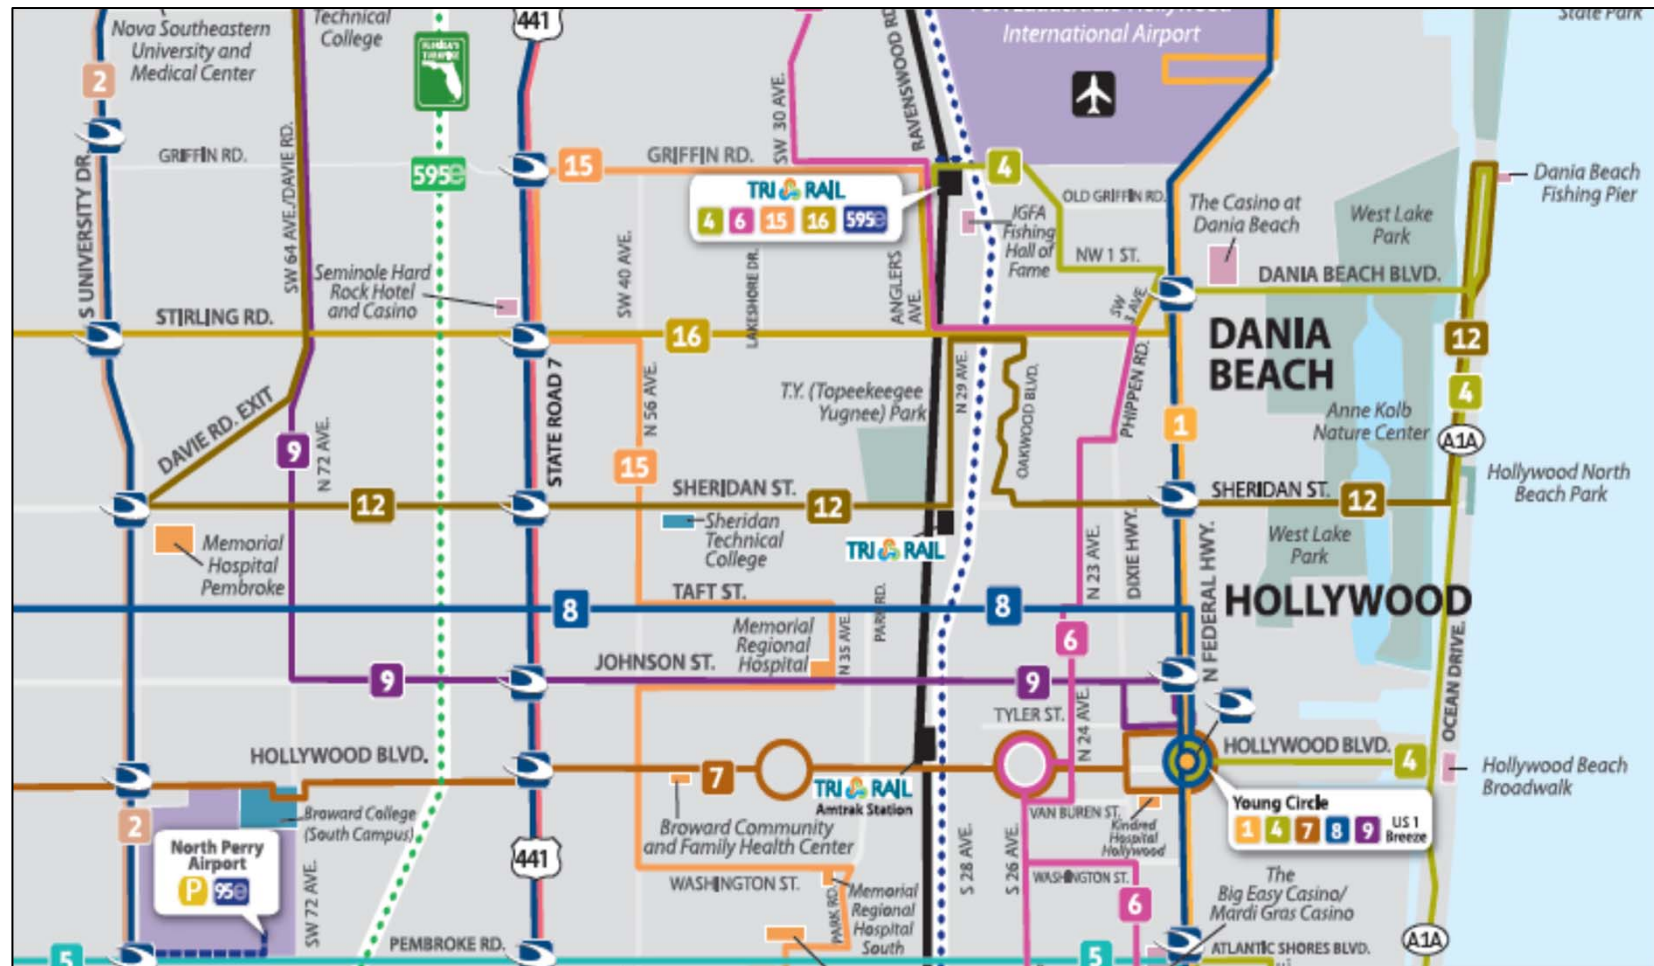 Nova Southeastern
University and
Medical Center
Technical
College
441
International Airport
State Park
2
FLORIDA'S
TURNPIKE
595e
S UNIVERSITY DR.
GRIFFIN RD.
SW 64 AVE./DAVIE RD.
15
GRIFFIN RD.
SW 30 AVE.
RAVENSWOOD RD
4
TRI RAIL
4 6 15 16 595e
IGFA
Fishing
Hall of
Fame
OLD GRIFFIN RD.
NW 1 ST.
SW
3 AVE.
The Casino at
Dania Beach
West Lake
Park
Dania Beach
Fishing Pier
DANIA BEACH BLVD.
Seminole Hard
Rock Hotel
and Casino
SW 40 AVE.
LAKESHORE DR.
ANGLERS
AVE.
STIRLING RD.
16
DANIA
BEACH
12
4
A1A
1
DAVIE RD. EXIT
9
N 72 AVE.
STATE ROAD 7
N 56 AVE.
15
T.Y. (Topeekeegee
Yugnee) Park
N 29 AVE.
OAKWOOD BLVD.
PHIPPEN RD.
Anne Kolb
Nature Center
Hollywood North
Beach Park
12
SHERIDAN ST.
12
SHERIDAN ST.
12
Sheridan
Technical
College
TRI RAIL
Memorial
Hospital
Pembroke
N 23 AVE.
DIXIE HWY.
N FEDERAL HWY.
West Lake
Park
HOLLYWOOD
8
TAFT ST.
8
Memorial
Regional
Hospital
N 35 AVE.
PARK RD.
6
9
JOHNSON ST.
9
TYLER ST.
N 24 AVE.
OCEAN DRIVE.
HOLLYWOOD BLVD.
7
TRI RAIL
Amtrak Station
HOLLYWOOD BLVD.
4
Hollywood Beach
Broadwalk
2
Broward College
(South Campus)
North Perry
Airport
P 95e
SW 72 AVE.
441
Broward Community
and Family Health Center
S 28 AVE.
S 26 AVE.
VAN BUREN ST.
Kindred
Hospital
Hollywood
Young Circle
1 4 7 8 9 US 1
Breeze
WASHINGTON ST.
PARK RD.
Memorial
Regional
Hospital
South
WASHINGTON ST.
6
The
Big Easy Casino/
Mardi Gras Casino
A1A
5
PEMBROKE RD.
5
ATLANTIC SHORES BLVD.